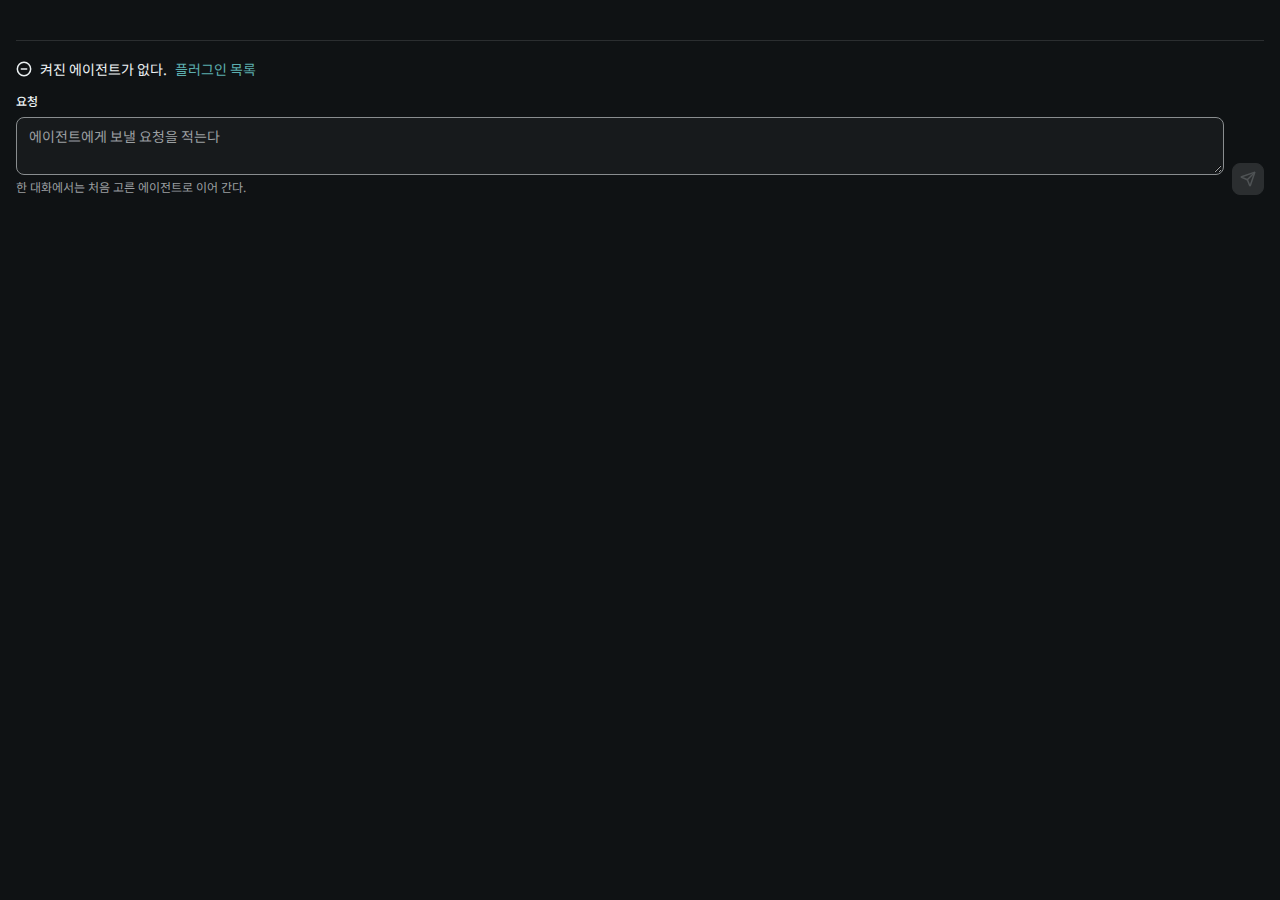 켜진 에이전트가 없다. 플러그인 목록
요청
에이전트에게 보낼 요청을 적는다
한 대화에서는 처음 고른 에이전트로 이어 간다.